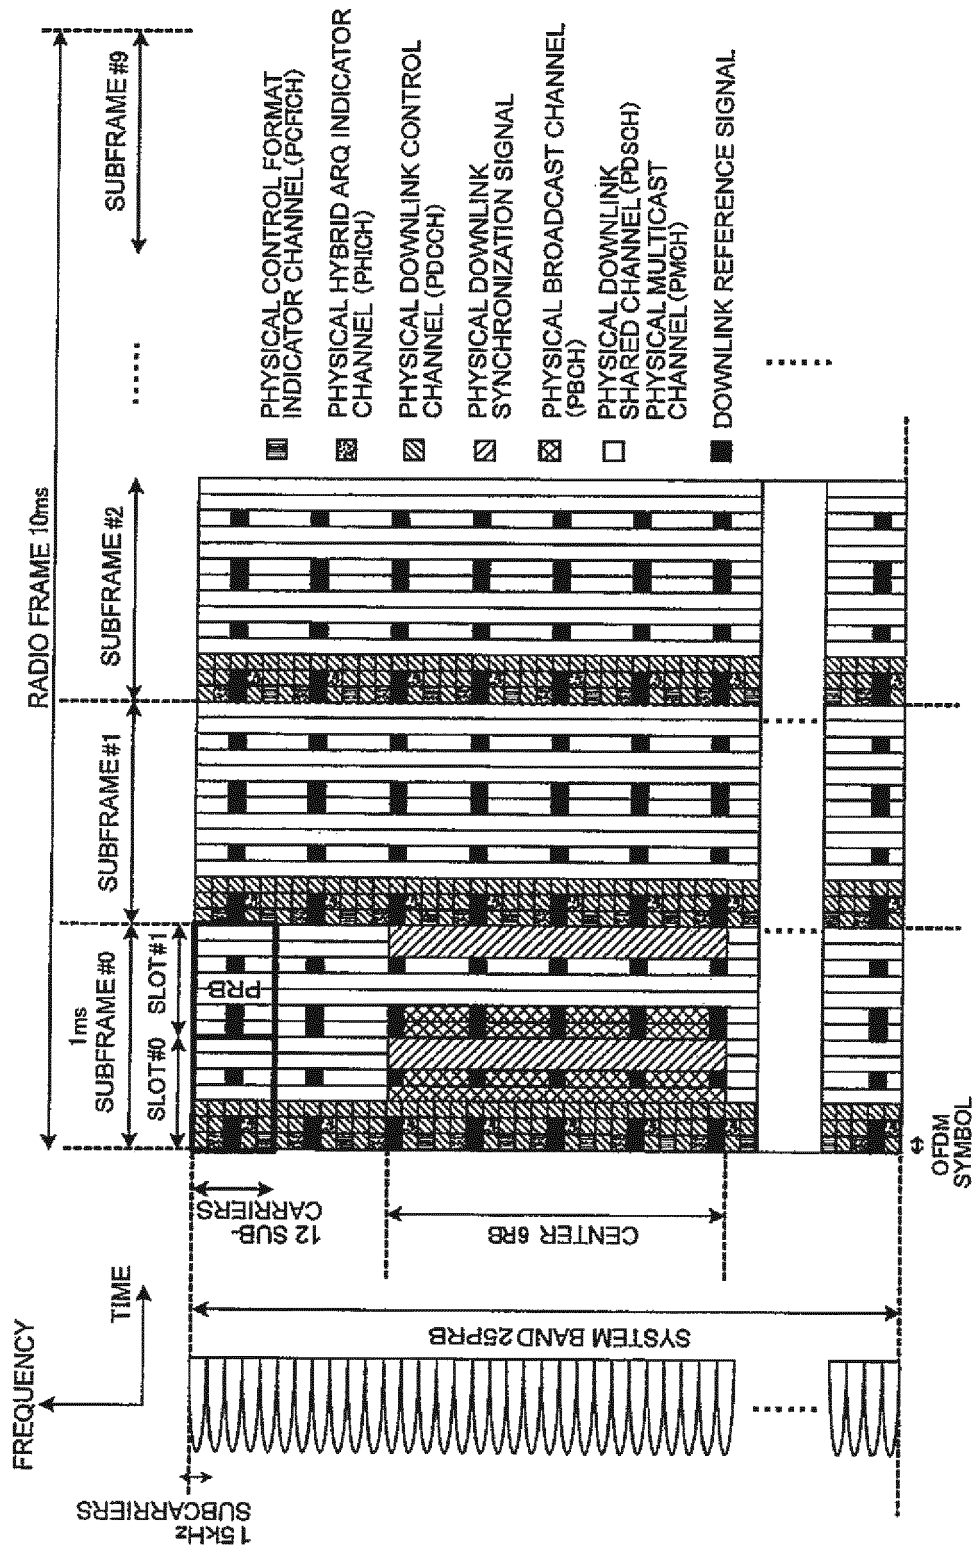 RADIO FRAME 10ms
1ms
SUBFRAME #0
SUBFRAME #1
SUBFRAME #2
SUBFRAME #9
SLOT#0
SLOT#1
FREQUENCY
TIME
15kHz
SUBCARRIERS
12 SUB-
CARRIERS
PRB
CENTER 6RB
SYSTEM BAND 25PRB
OFDM
SYMBOL
PHYSICAL CONTROL FORMAT
INDICATOR CHANNEL(PCFICH)
PHYSICAL HYBRID ARQ INDICATOR
CHANNEL (PHICH)
PHYSICAL DOWNLINK CONTROL
CHANNEL (PDCCH)
PHYSICAL DOWNLINK
SYNCHRONIZATION SIGNAL
PHYSICAL BROADCAST CHANNEL
(PBCH)
PHYSICAL DOWNLINK
SHARED CHANNEL(PDSCH)
PHYSICAL MULTICAST
CHANNEL(PMCH)
DOWNLINK REFERENCE SIGNAL